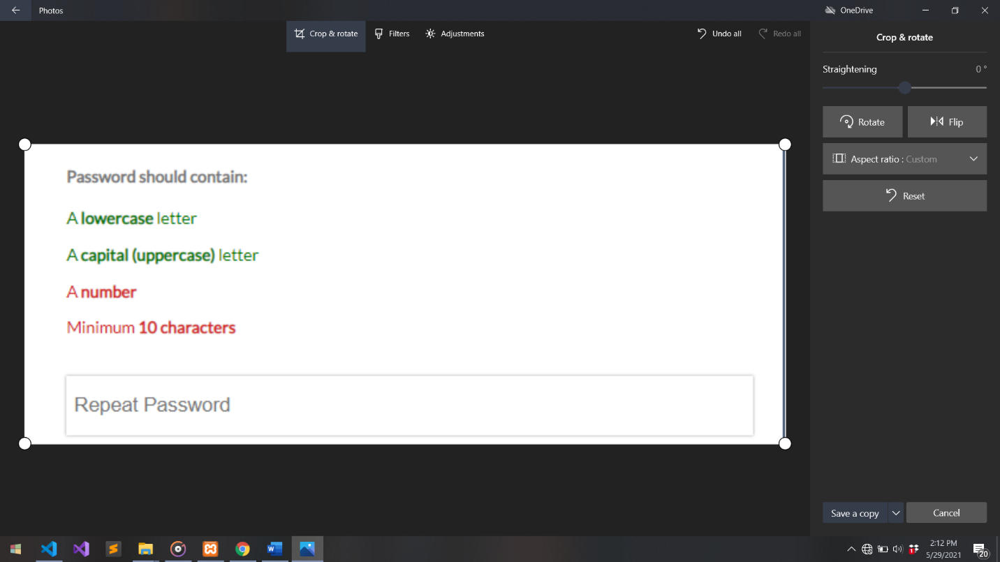 Photos
OneDrive
Crop & rotate
Filters
Adjustments
Undo all
Redo all
Crop & rotate
Straightening
0 °
Rotate
Flip
Aspect ratio : Custom
Reset
Password should contain:
A lowercase letter
A capital (uppercase) letter
A number
Minimum 10 characters
Repeat Password
Save a copy
Cancel
W
1
2:12 PM
5/29/2021
20